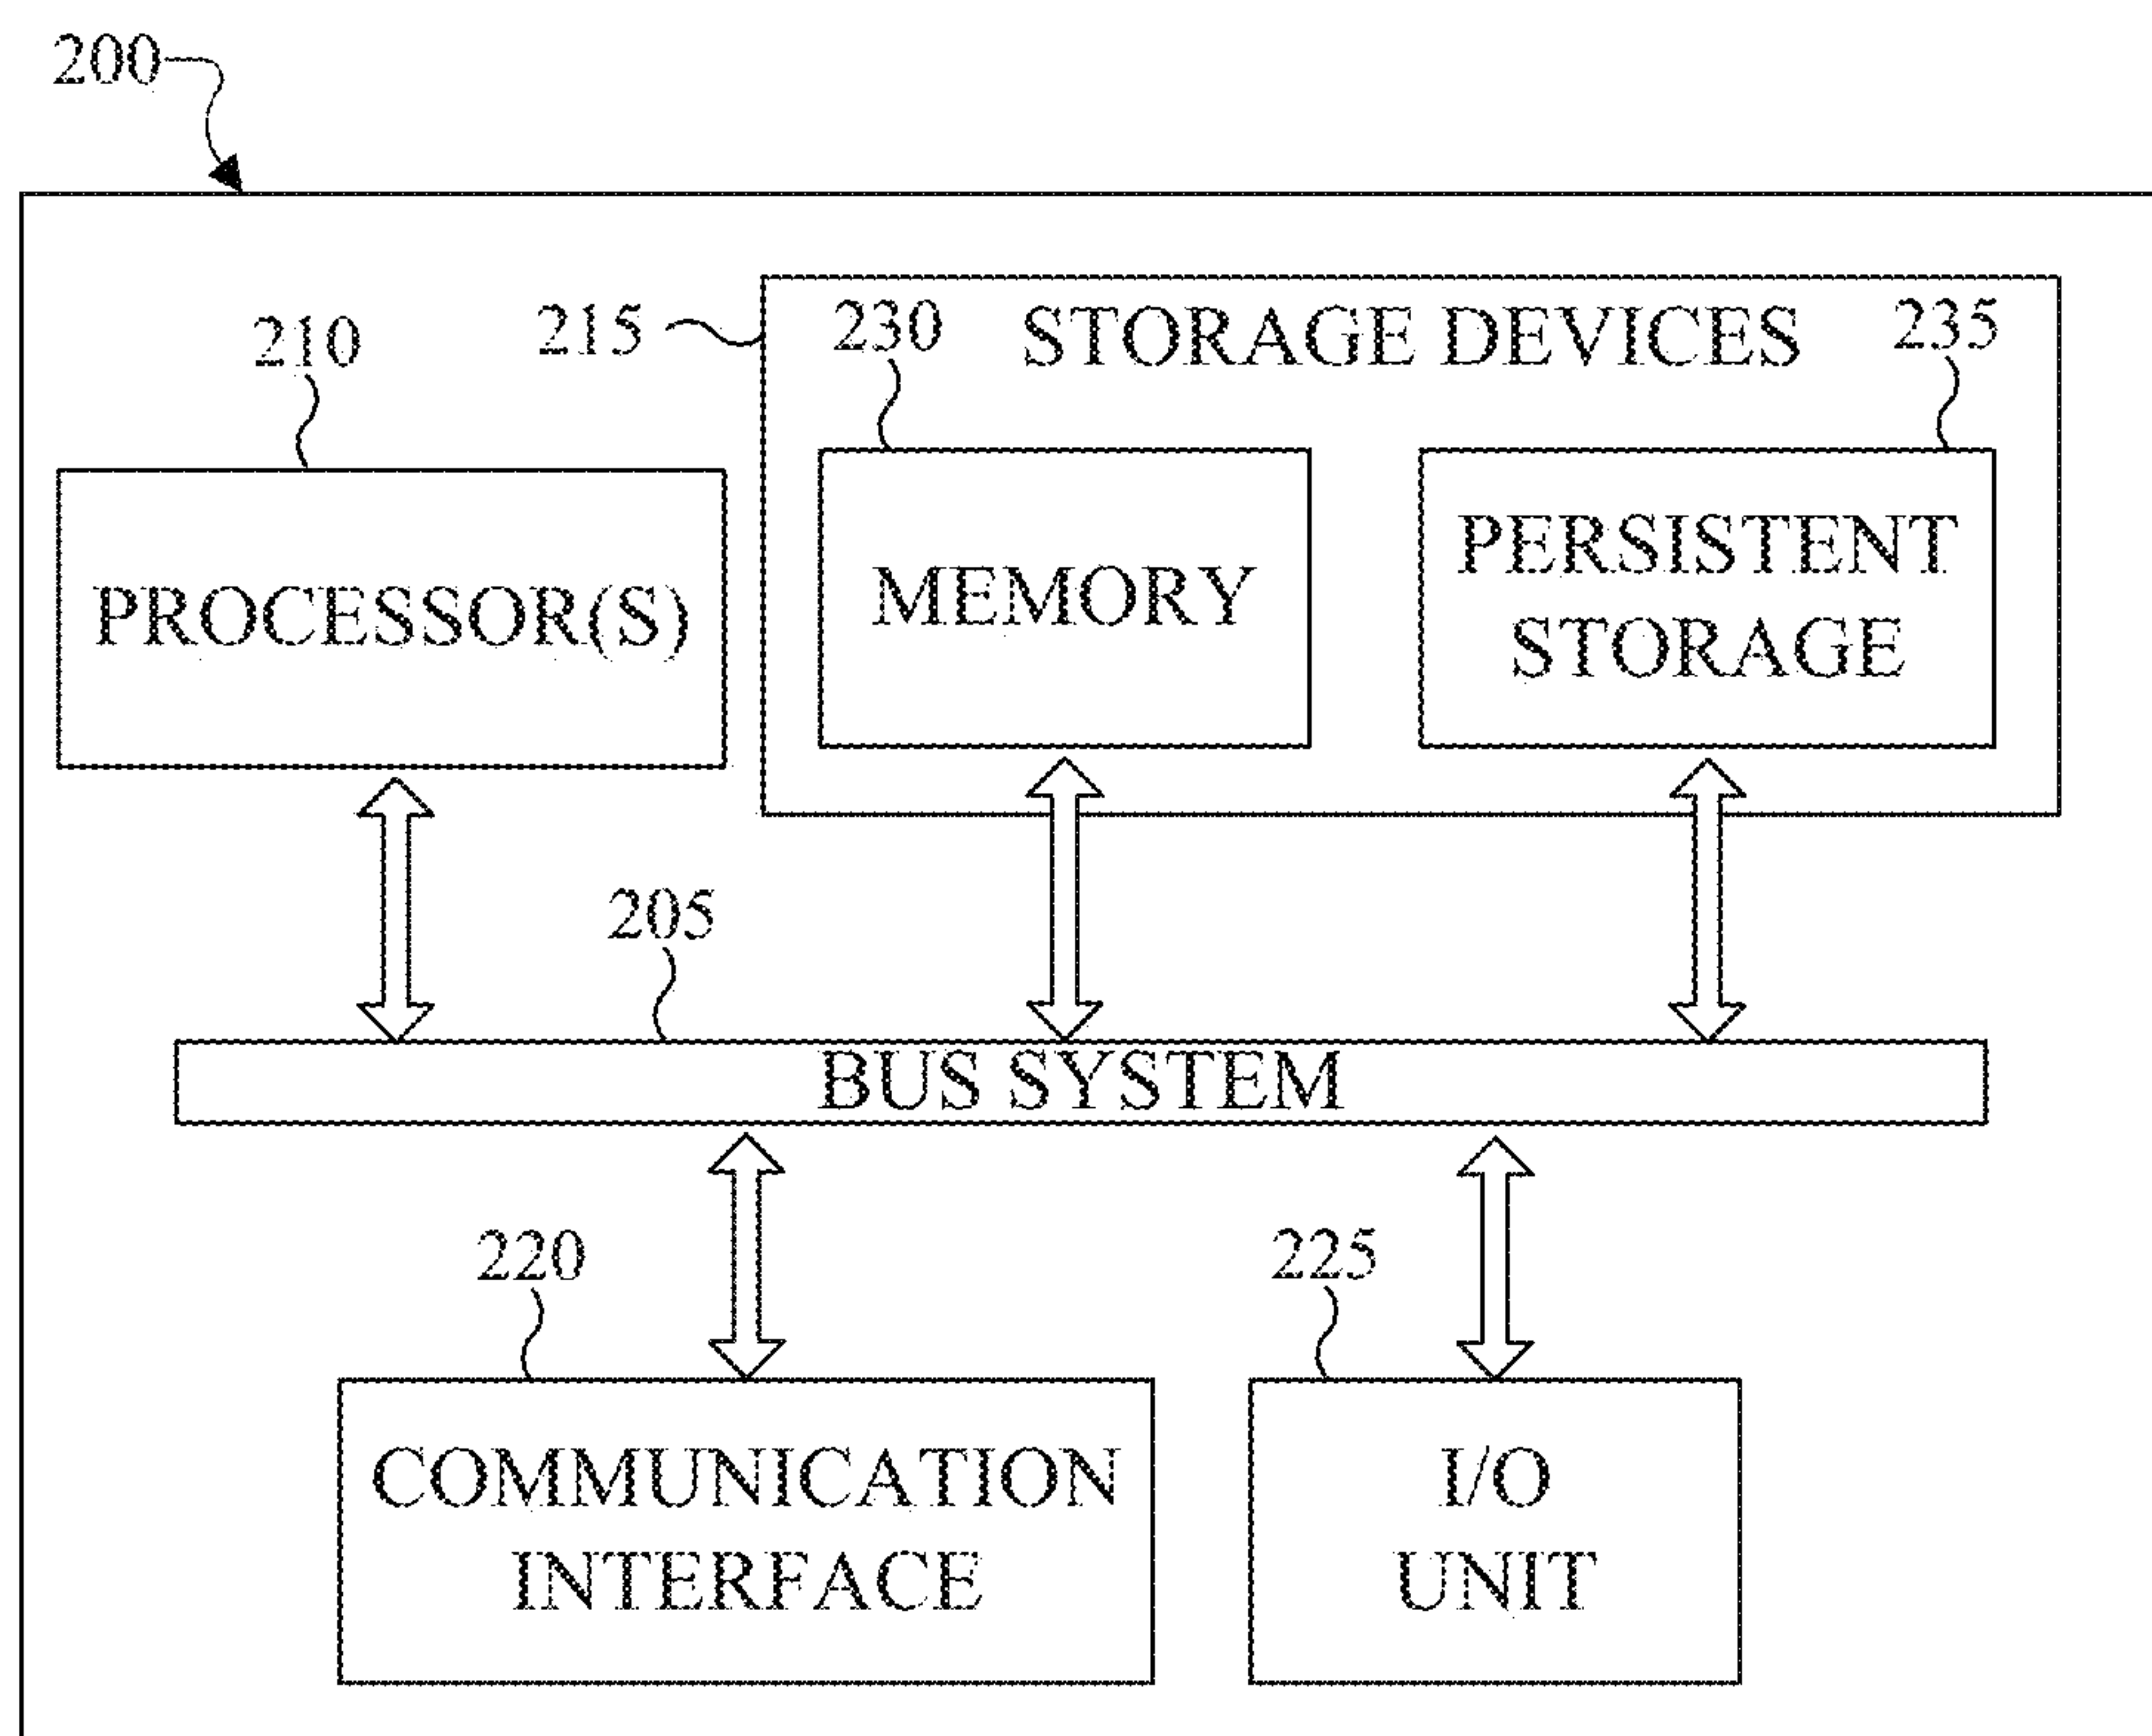 200
210
215
230
STORAGE DEVICES
235
PROCESSOR(S)
MEMORY
PERSISTENT
STORAGE
205
BUS SYSTEM
220
225
COMMUNICATION
INTERFACE
I/O
UNIT